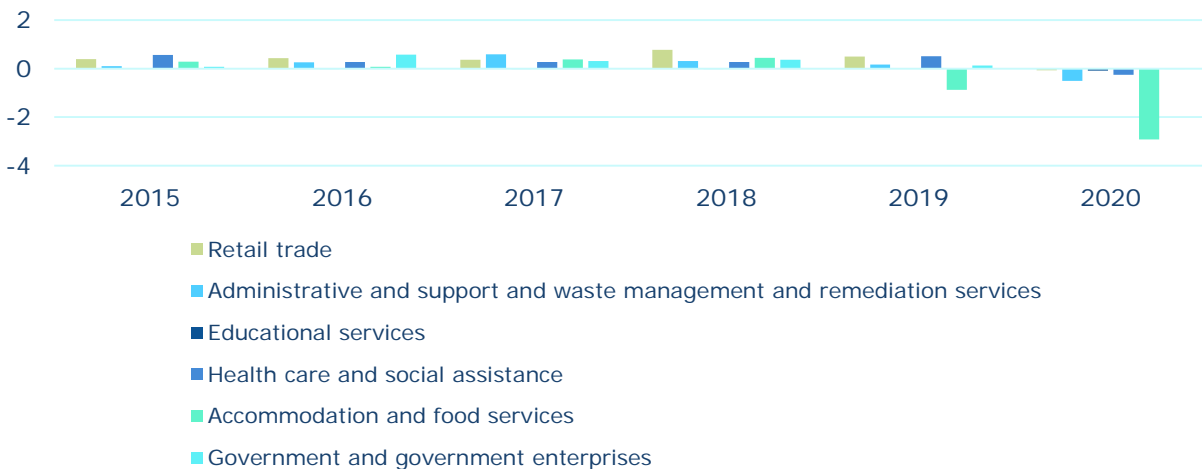 2
0
-2
-4
2015 2016 2017 2018 2019 2020
Retail trade
Administrative and support and waste management and remediation services
Educational services
Health care and social assistance
Accommodation and food services
Government and government enterprises